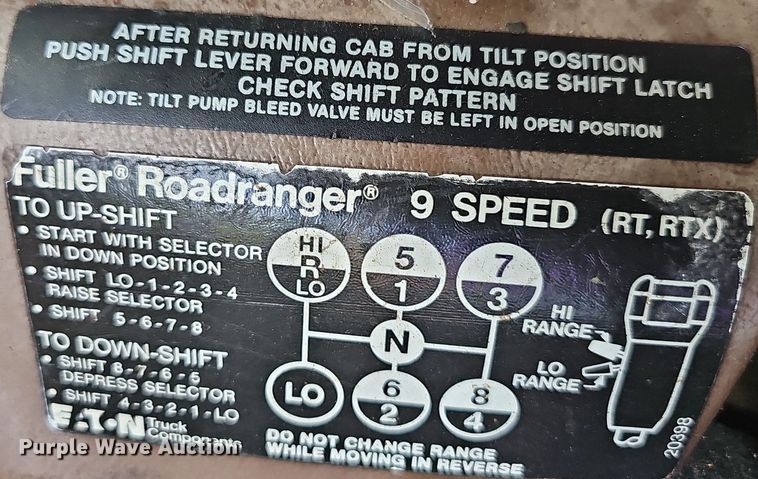 AFTER RETURNING CAB FROM TILT POSITION
PUSH SHIFT LEVER FORWARD TO ENGAGE SHIFT LATCH
CHECK SHIFT PATTERN
NOTE: TILT PUMP BLEED VALVE MUST BE LEFT IN OPEN POSITION
Fuller® Roadranger® 9 SPEED (RT, RTX)
TO UP-SHIFT
• START WITH SELECTOR
IN DOWN POSITION
• SHIFT LO-1-2-3-4
RAISE SELECTOR
• SHIFT 5-6-7-8
TO DOWN-SHIFT
• SHIFT 8-7-6-5
DEPRESS SELECTOR
• SHIFT 4-3-2-1-LO
EATON Truck
Components
HI
R
LO
5
1
7
3
N
LO
6
2
8
4
HI
RANGE
LO
RANGE
DO NOT CHANGE RANGE
WHILE MOVING IN REVERSE
20398
Purple Wave Auction